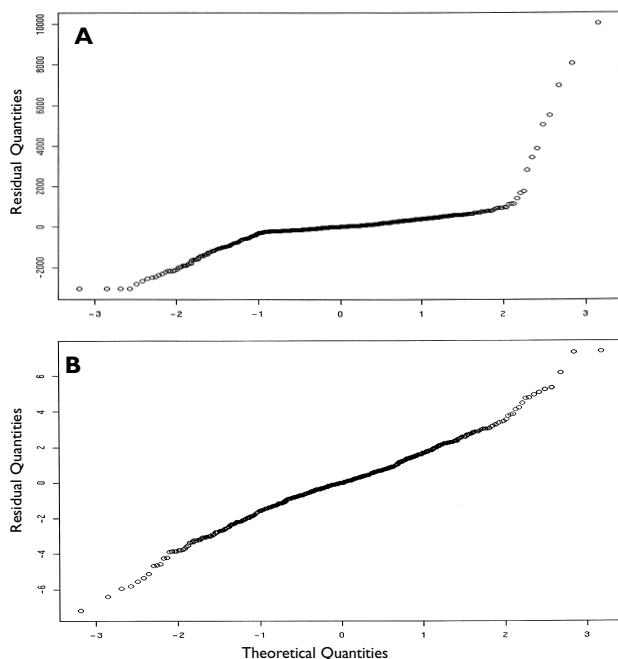 A
Residual Quantities
10000
8000
6000
4000
2000
0
-2000
-3 -2 -1 0 1 2 3
B
Residual Quantities
6
4
2
0
-2
-4
-6
-3 -2 -1 0 1 2 3
Theoretical Quantities